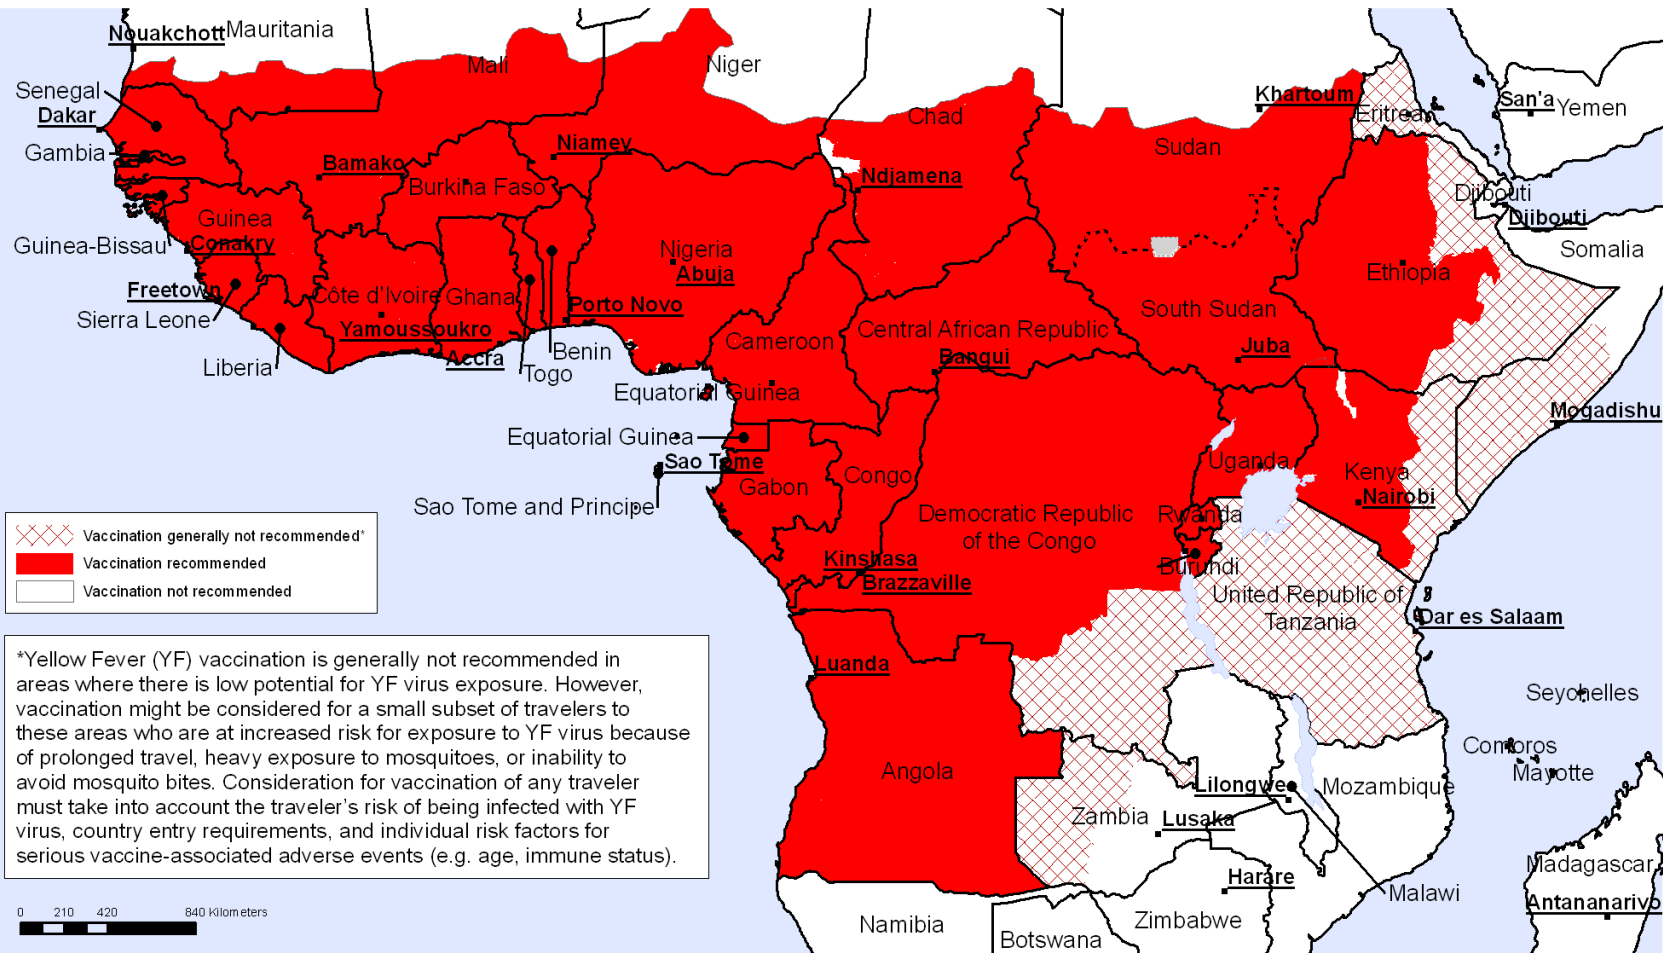 Nouakchott
Mauritania
Mali
Niger
Senegal
Dakar
Gambia
Bamako
Burkina Faso
Niamey
Chad
Ndjamena
Khartoum
Sudan
Eritrea
San'a
Yemen
Djibouti
Djibouti
Somalia
Guinea
Conakry
Guinea-Bissau
Freetown
Sierra Leone
Liberia
Côte d'Ivoire
Yamoussoukro
Ghana
Accra
Togo
Benin
Porto Novo
Nigeria
Abuja
Cameroon
Central African Republic
Bangui
South Sudan
Juba
Ethiopia
Mogadishu
Equatorial Guinea
Equatorial Guinea
Sao Tome
Sao Tome and Principe
Gabon
Congo
Democratic Republic
of the Congo
Uganda
Kenya
Nairobi
Rwanda
Burundi
Kinshasa
Brazzaville
United Republic of
Tanzania
Dar es Salaam
Luanda
Angola
Seychelles
Comoros
Mayotte
Lilongwe
Mozambique
Zambia
Lusaka
Harare
Malawi
Madagascar
Antananarivo
Namibia
Botswana
Zimbabwe
Vaccination generally not recommended*
Vaccination recommended
Vaccination not recommended
*Yellow Fever (YF) vaccination is generally not recommended in
areas where there is low potential for YF virus exposure. However,
vaccination might be considered for a small subset of travelers to
these areas who are at increased risk for exposure to YF virus because
of prolonged travel, heavy exposure to mosquitoes, or inability to
avoid mosquito bites. Consideration for vaccination of any traveler
must take into account the traveler's risk of being infected with YF
virus, country entry requirements, and individual risk factors for
serious vaccine-associated adverse events (e.g. age, immune status).
0 210 420 840 Kilometers